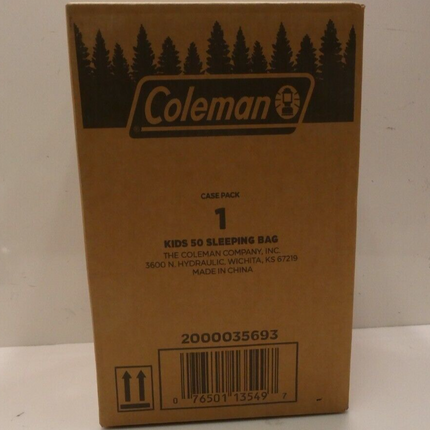 Coleman
CASE PACK
1
KIDS 50 SLEEPING BAG
THE COLEMAN COMPANY, INC.
3600 N. HYDRAULIC, WICHITA, KS 67219
MADE IN CHINA
2000035693
0 76501 13549 7